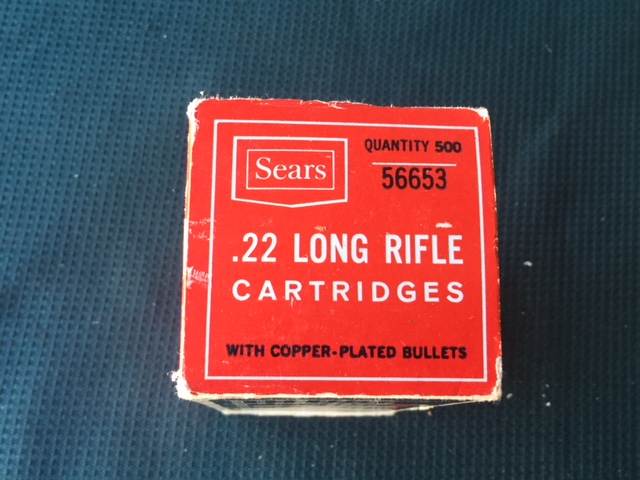 Sears
QUANTITY 500
56653
.22 LONG RIFLE
CARTRIDGES
WITH COPPER-PLATED BULLETS